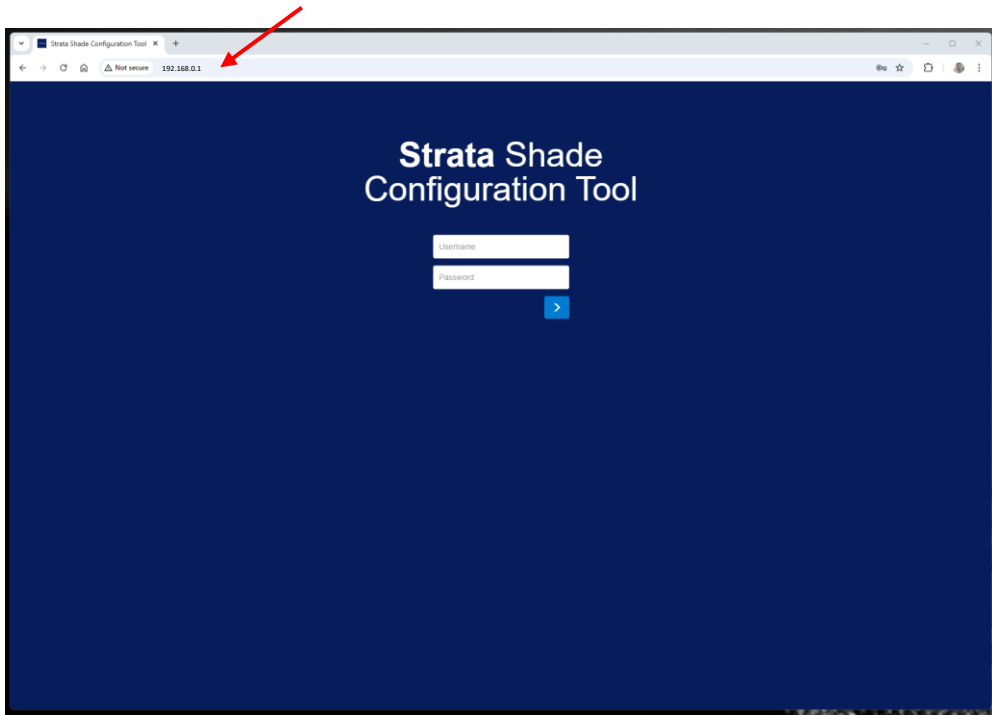 Strata Shade Configuration Tool
Not secure 192.168.0.1
Strata Shade
Configuration Tool
Username
Password